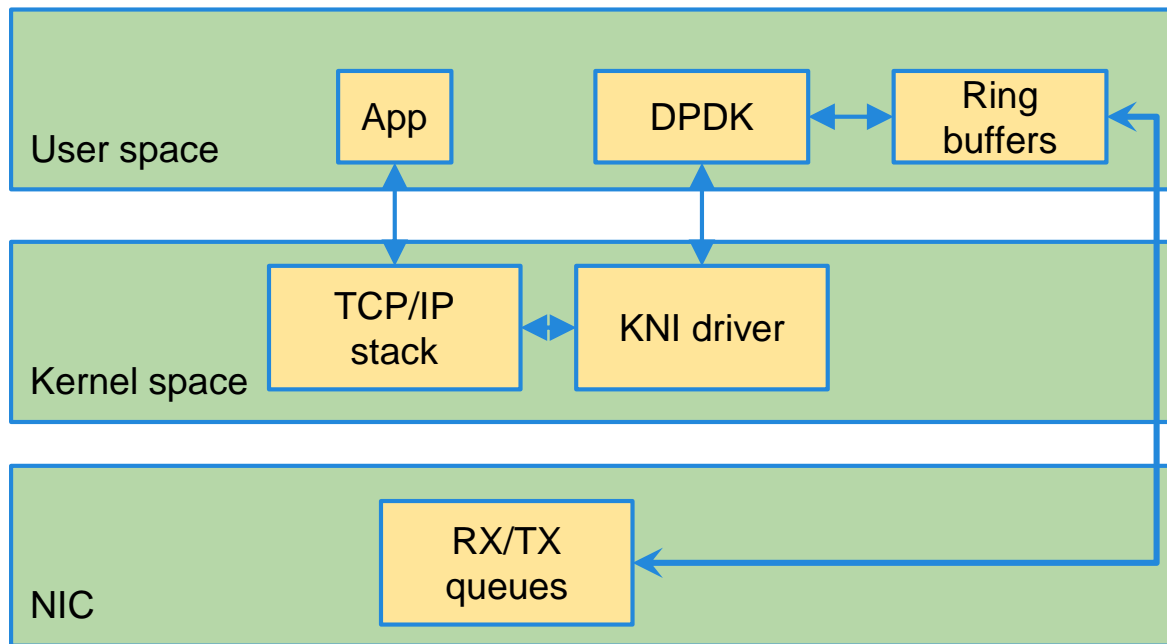 App
DPDK
Ring
buffers
User space
TCP/IP
stack
KNI driver
Kernel space
RX/TX
queues
NIC